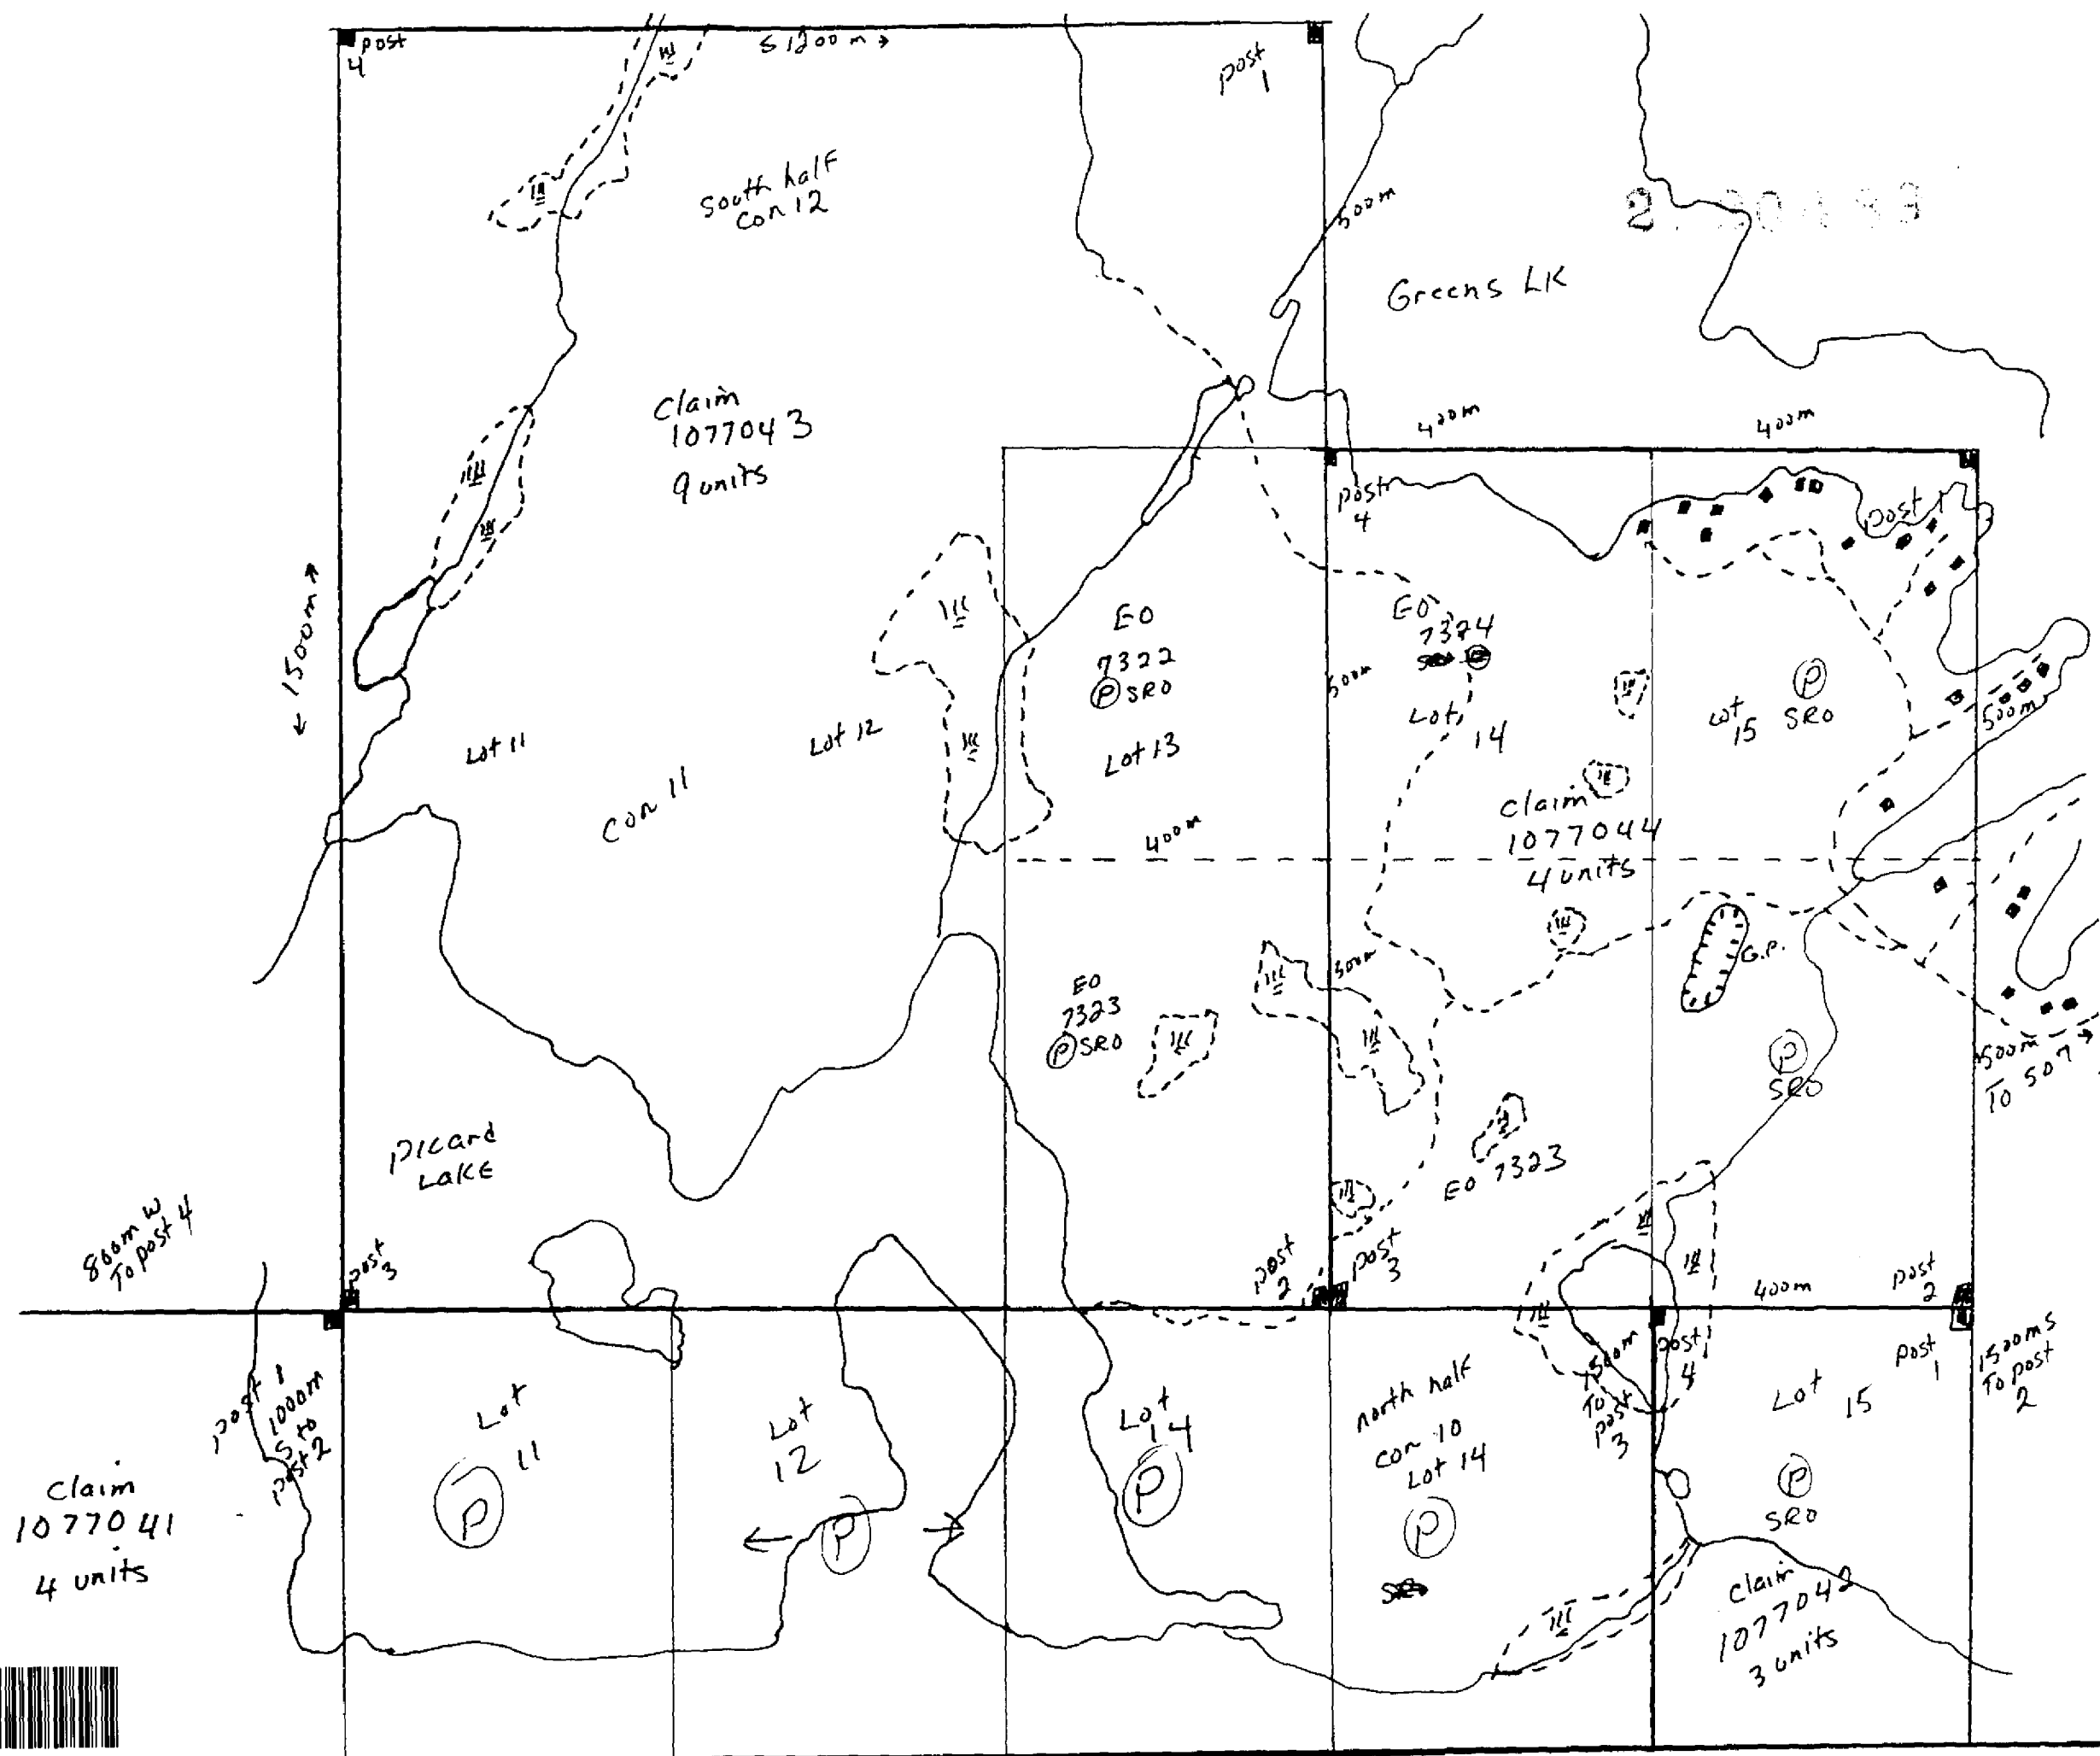 post
4
S 1200 m →
post
1
South half
con 12
500m
Greens LK
Claim
1077043
9 units
400m
400m
post
4
post 1
← 1500m →
EO
7322
Ⓟ SRO
EO
7324
500m
Lot
14
Lot
15
Ⓟ
SRO
500m
Lot 11
Lot 12
Lot 13
Con 11
400m
Claim
1077044
4 units
G.P.
500m
EO
7323
Ⓟ SRO
Ⓟ
SRO
500m →
To 507
EO 7323
Picard
LAKE
800m W
To post 4
post
3
post
2
post
3
400m
post
2
post 1
1000m
S to
post 2
Lot
11
Ⓟ
Lot
12
Ⓟ
Lot
14
Ⓟ
north half
con 10
Lot 14
Ⓟ
1500m
To
post
3
post
4
post
1
1500m S
To post
2
Lot
15
Ⓟ
SRO
Claim
1077041
4 units
Claim
1077042
3 units